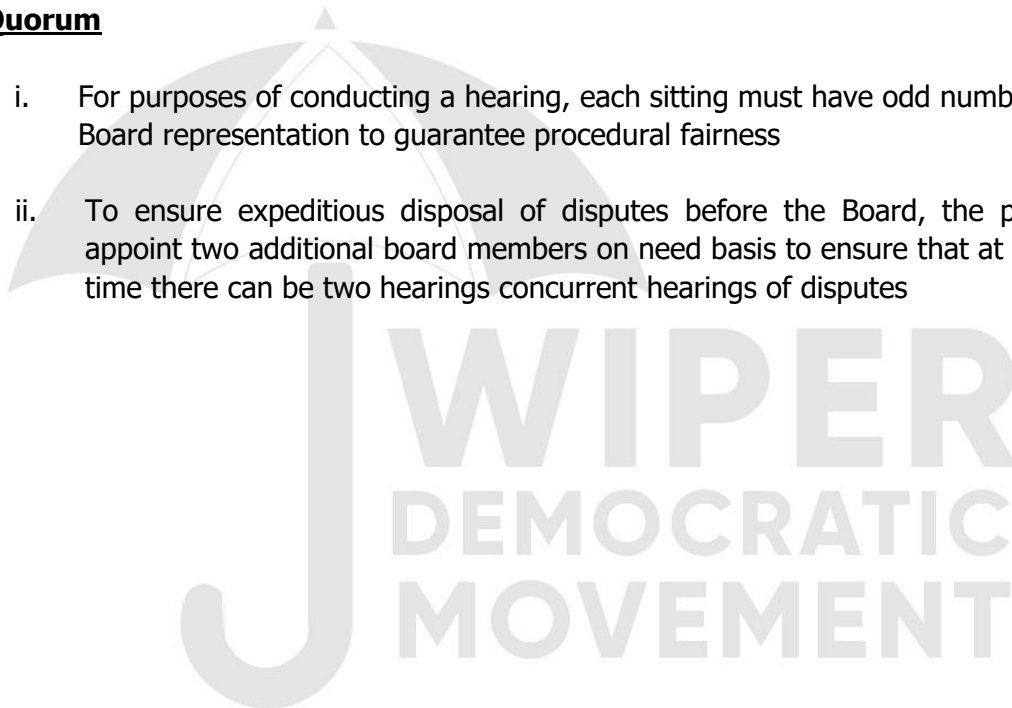 Quorum
i. For purposes of conducting a hearing, each sitting must have odd numb
Board representation to guarantee procedural fairness
ii. To ensure expeditious disposal of disputes before the Board, the p
appoint two additional board members on need basis to ensure that at
time there can be two hearings concurrent hearings of disputes
WIPER
DEMOCRATIC
MOVEMENT